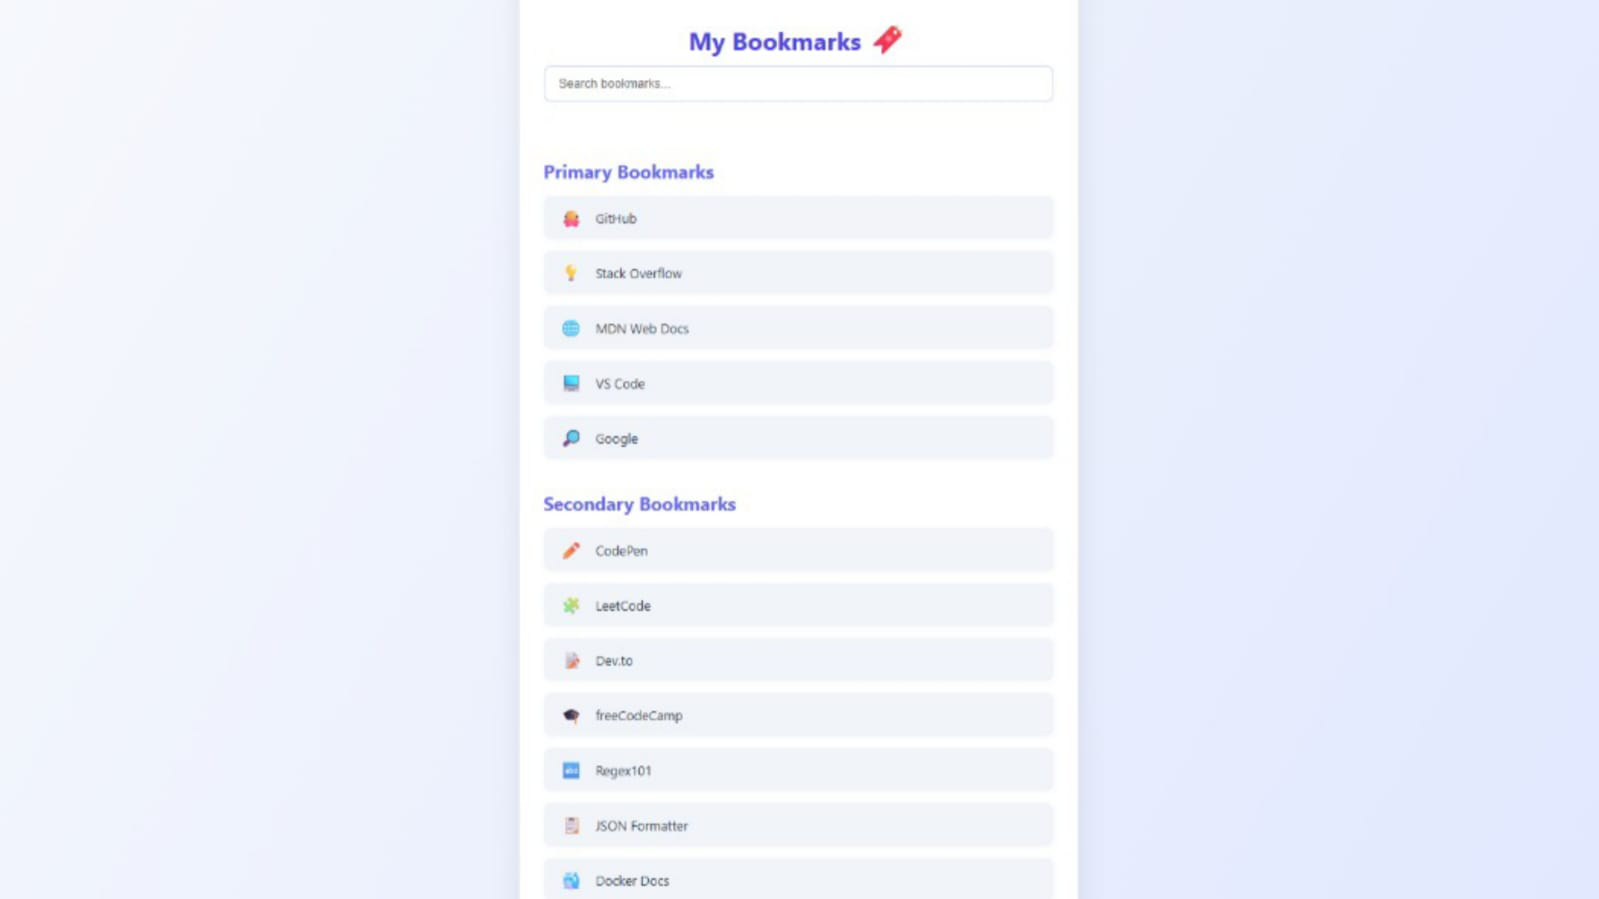 My Bookmarks
Search bookmarks...
Primary Bookmarks
GitHub
Stack Overflow
MDN Web Docs
VS Code
Google
Secondary Bookmarks
CodePen
LeetCode
Dev.to
freeCodeCamp
Regex101
JSON Formatter
Docker Docs